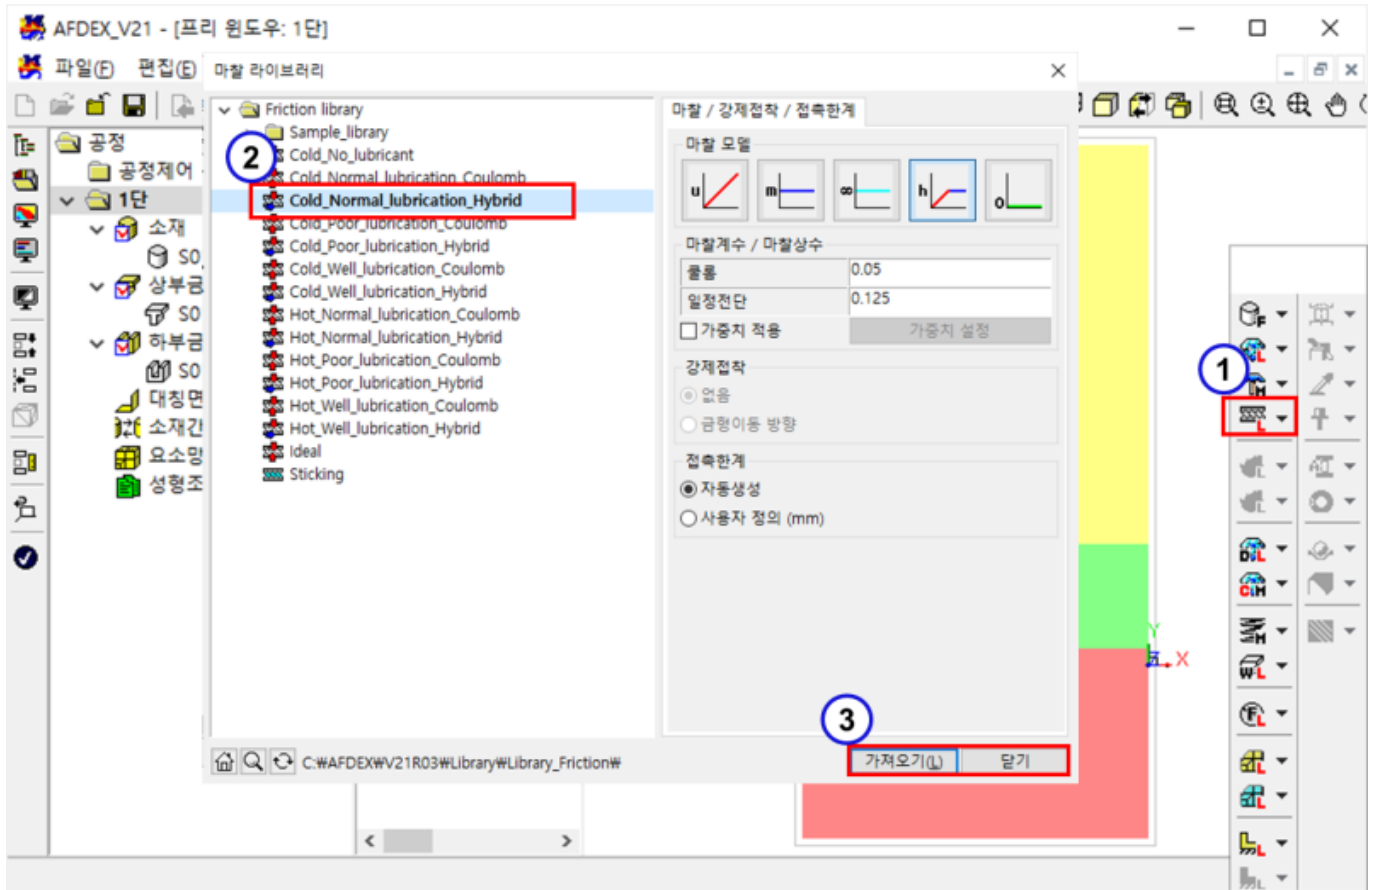 AFDEX_V21 - [프리 윈도우: 1단]
파일(F) 편집(E)
마찰 라이브러리
공정
공정제어
1단
소재
S0
상부금
S0
하부금
S0
대칭면
소재간
요소망
성형조
Friction library
Sample_library
Cold_No_lubricant
Cold_Normal_lubrication_Coulomb
Cold_Normal_lubrication_Hybrid
Cold_Poor_lubrication_Coulomb
Cold_Poor_lubrication_Hybrid
Cold_Well_lubrication_Coulomb
Cold_Well_lubrication_Hybrid
Hot_Normal_lubrication_Coulomb
Hot_Normal_lubrication_Hybrid
Hot_Poor_lubrication_Coulomb
Hot_Poor_lubrication_Hybrid
Hot_Well_lubrication_Coulomb
Hot_Well_lubrication_Hybrid
Ideal
Sticking
2
마찰 / 강제접착 / 접촉한계
마찰 모델
u m ∞ h o
마찰계수 / 마찰상수
쿨롱 0.05
일정전단 0.125
가중치 적용 가중치 설정
강제접착
없음
금형이동 방향
접촉한계
자동생성
사용자 정의 (mm)
3
C:₩AFDEX₩V21R03₩Library₩Library_Friction₩
가져오기(L) 닫기
Y
Z X
1
F
L
M
L
D L
C M
M
W L
F L
L
L
L
L